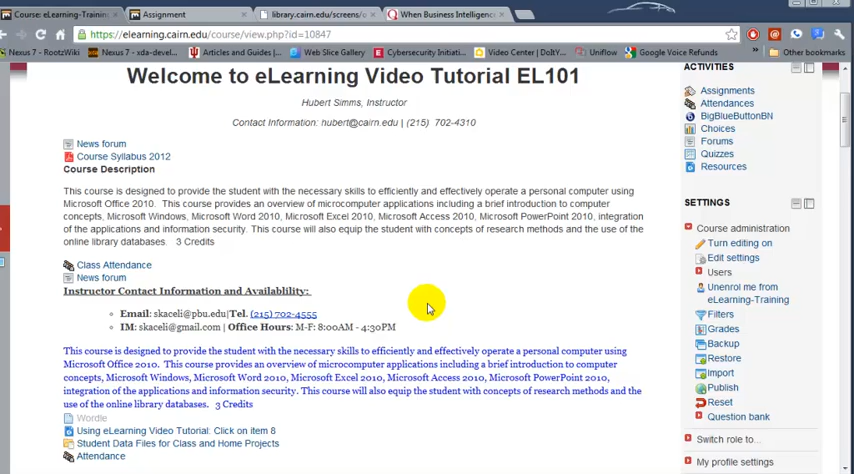 Course: eLearning-Training
Assignment
library.cairn.edu/screens/o
When Business Intelligence
https://elearning.cairn.edu/course/view.php?id=10847
Nexus 7 - RootzWiki
Nexus 7 - xda-devel
Articles and Guides |...
Web Slice Gallery
Cybersecurity Initiati...
Video Center | DoItY...
Uniflow
Google Voice Refunds
Other bookmarks
Welcome to eLearning Video Tutorial EL101
Hubert Simms, Instructor
Contact Information: hubert@cairn.edu | (215) 702-4310
News forum
Course Syllabus 2012
Course Description
This course is designed to provide the student with the necessary skills to efficiently and effectively operate a personal computer using
Microsoft Office 2010. This course provides an overview of microcomputer applications including a brief introduction to computer
concepts, Microsoft Windows, Microsoft Word 2010, Microsoft Excel 2010, Microsoft Access 2010, Microsoft PowerPoint 2010, integration
of the applications and information security. This course will also equip the student with concepts of research methods and the use of the
online library databases. 3 Credits
Class Attendance
News forum
Instructor Contact Information and Availablility:
Email: skaceli@pbu.edu|Tel. (215) 702-4555
IM: skaceli@gmail.com | Office Hours: M-F: 8:00AM - 4:30PM
This course is designed to provide the student with the necessary skills to efficiently and effectively operate a personal computer using
Microsoft Office 2010. This course provides an overview of microcomputer applications including a brief introduction to computer
concepts, Microsoft Windows, Microsoft Word 2010, Microsoft Excel 2010, Microsoft Access 2010, Microsoft PowerPoint 2010,
integration of the applications and information security. This course will also equip the student with concepts of research methods and the
use of the online library databases. 3 Credits
Wordle
Using eLearning Video Tutorial: Click on item 8
Student Data Files for Class and Home Projects
Attendance
ACTIVITIES
Assignments
Attendances
BigBlueButtonBN
Choices
Forums
Quizzes
Resources
SETTINGS
Course administration
Turn editing on
Edit settings
Users
Unenrol me from
eLearning-Training
Filters
Grades
Backup
Restore
Import
Publish
Reset
Question bank
Switch role to...
My profile settings